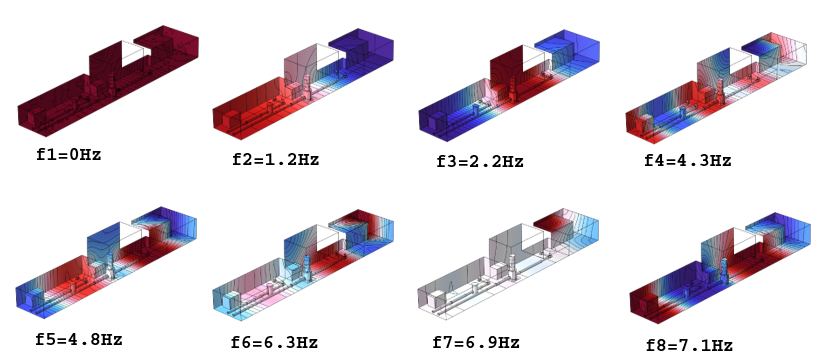 f1=0Hz
f2=1.2Hz
f3=2.2Hz
f4=4.3Hz
f5=4.8Hz
f6=6.3Hz
f7=6.9Hz
f8=7.1Hz